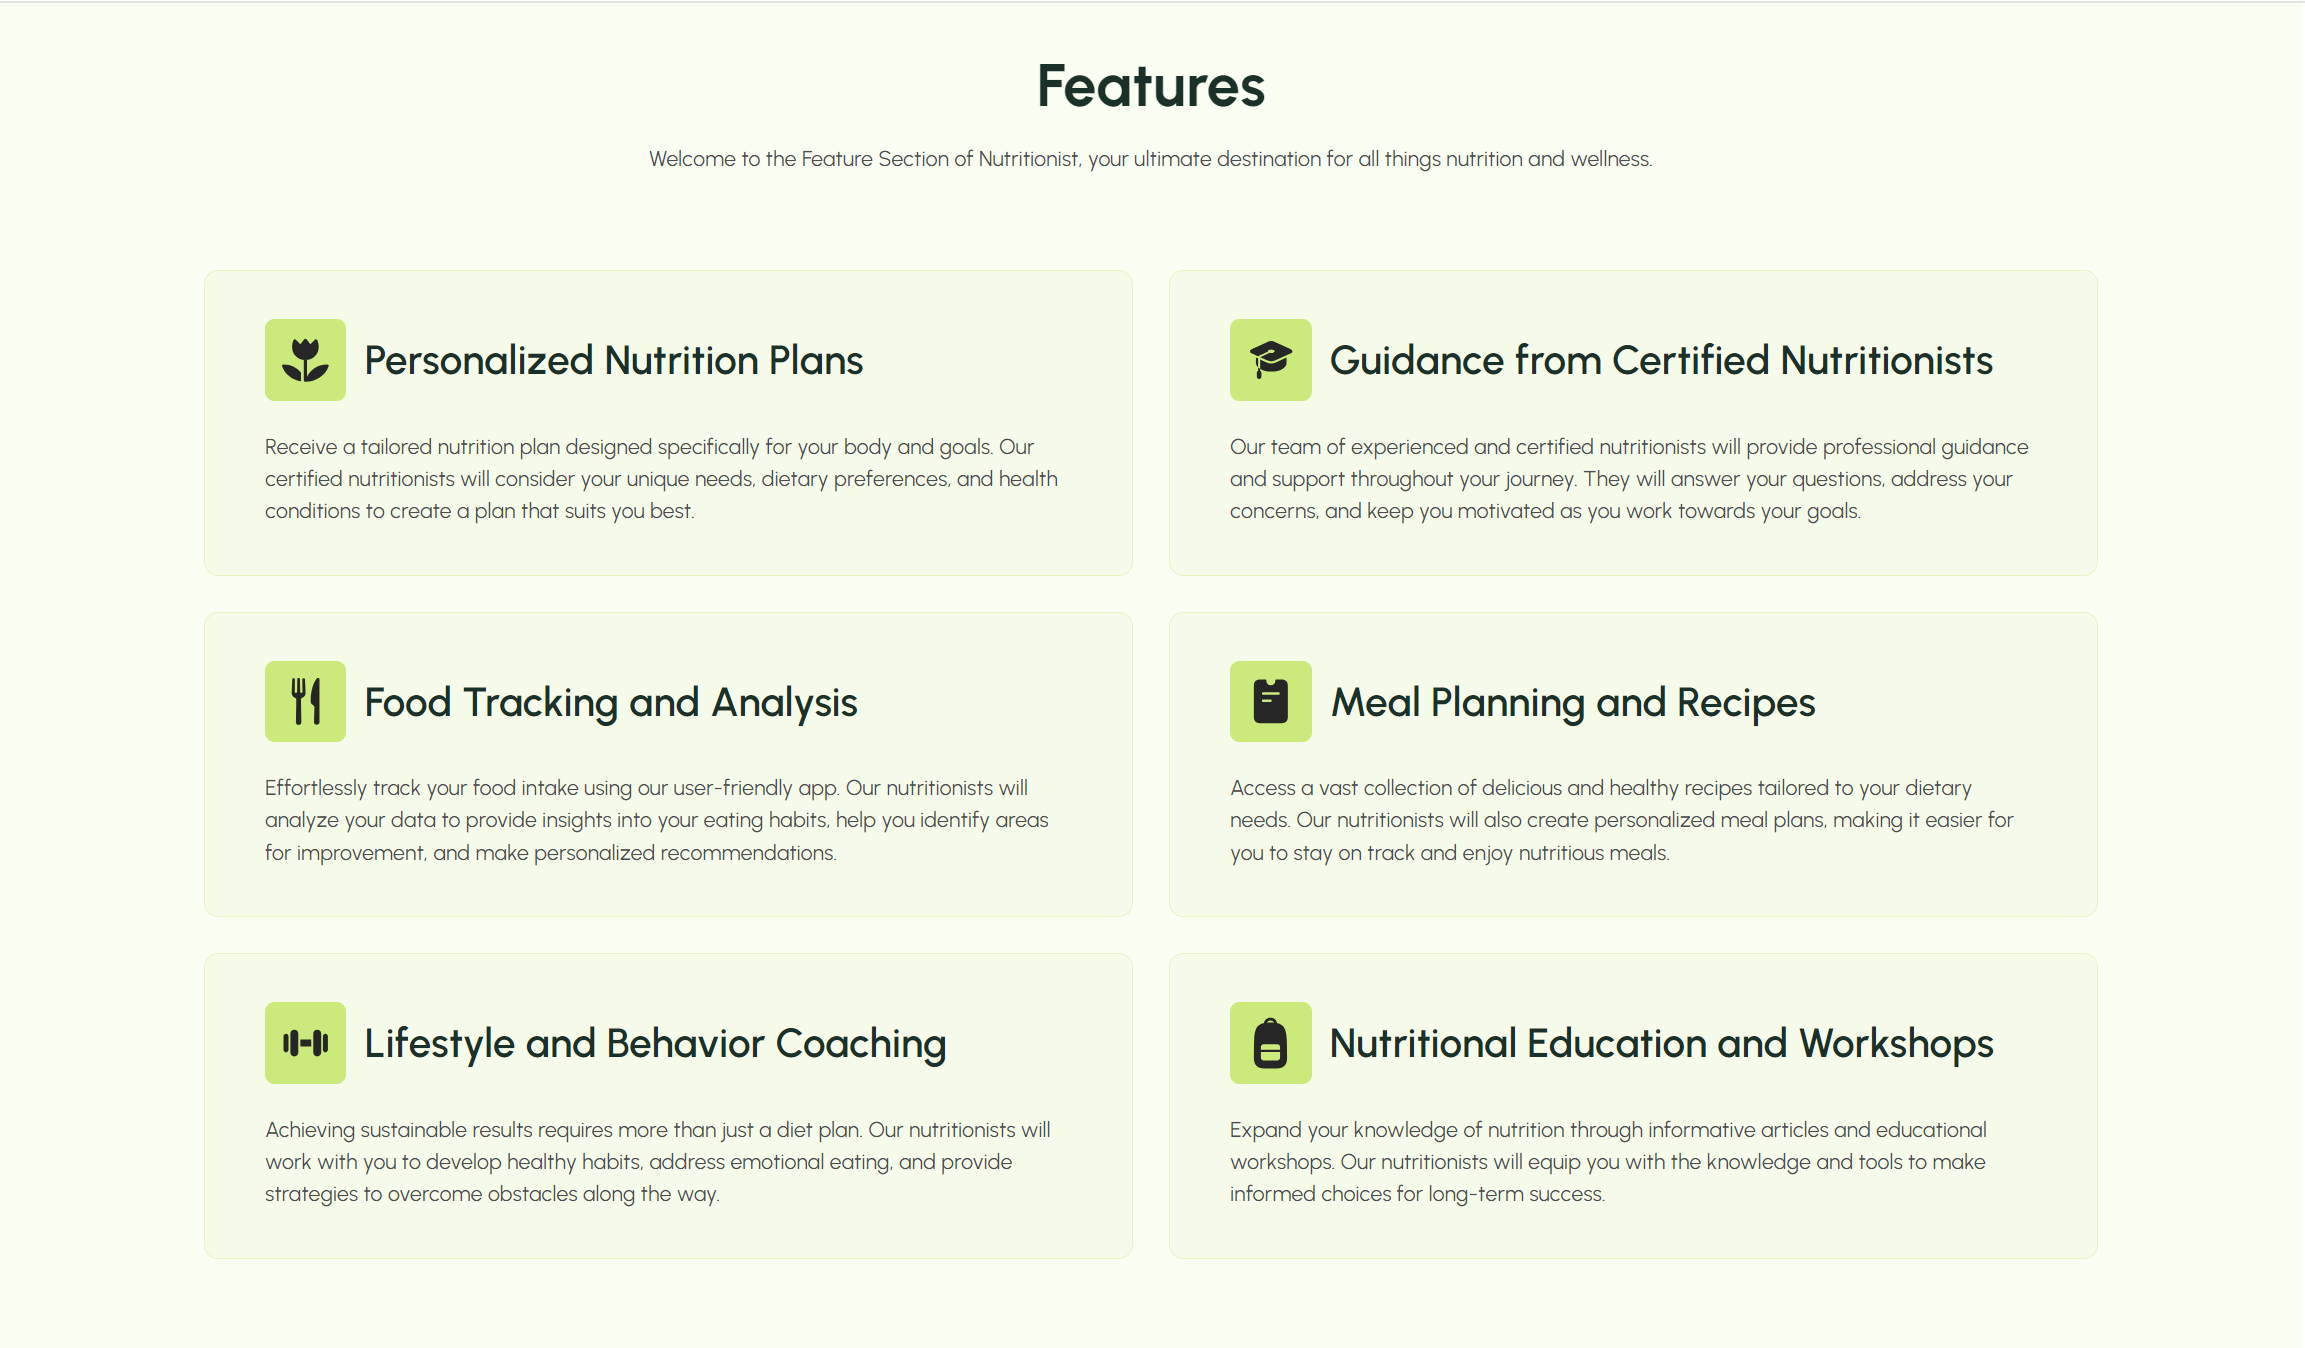 Features
Welcome to the Feature Section of Nutritionist, your ultimate destination for all things nutrition and wellness.
Personalized Nutrition Plans
Receive a tailored nutrition plan designed specifically for your body and goals. Our
certified nutritionists will consider your unique needs, dietary preferences, and health
conditions to create a plan that suits you best.
Guidance from Certified Nutritionists
Our team of experienced and certified nutritionists will provide professional guidance
and support throughout your journey. They will answer your questions, address your
concerns, and keep you motivated as you work towards your goals.
Food Tracking and Analysis
Effortlessly track your food intake using our user-friendly app. Our nutritionists will
analyze your data to provide insights into your eating habits, help you identify areas
for improvement, and make personalized recommendations.
Meal Planning and Recipes
Access a vast collection of delicious and healthy recipes tailored to your dietary
needs. Our nutritionists will also create personalized meal plans, making it easier for
you to stay on track and enjoy nutritious meals.
Lifestyle and Behavior Coaching
Achieving sustainable results requires more than just a diet plan. Our nutritionists will
work with you to develop healthy habits, address emotional eating, and provide
strategies to overcome obstacles along the way.
Nutritional Education and Workshops
Expand your knowledge of nutrition through informative articles and educational
workshops. Our nutritionists will equip you with the knowledge and tools to make
informed choices for long-term success.